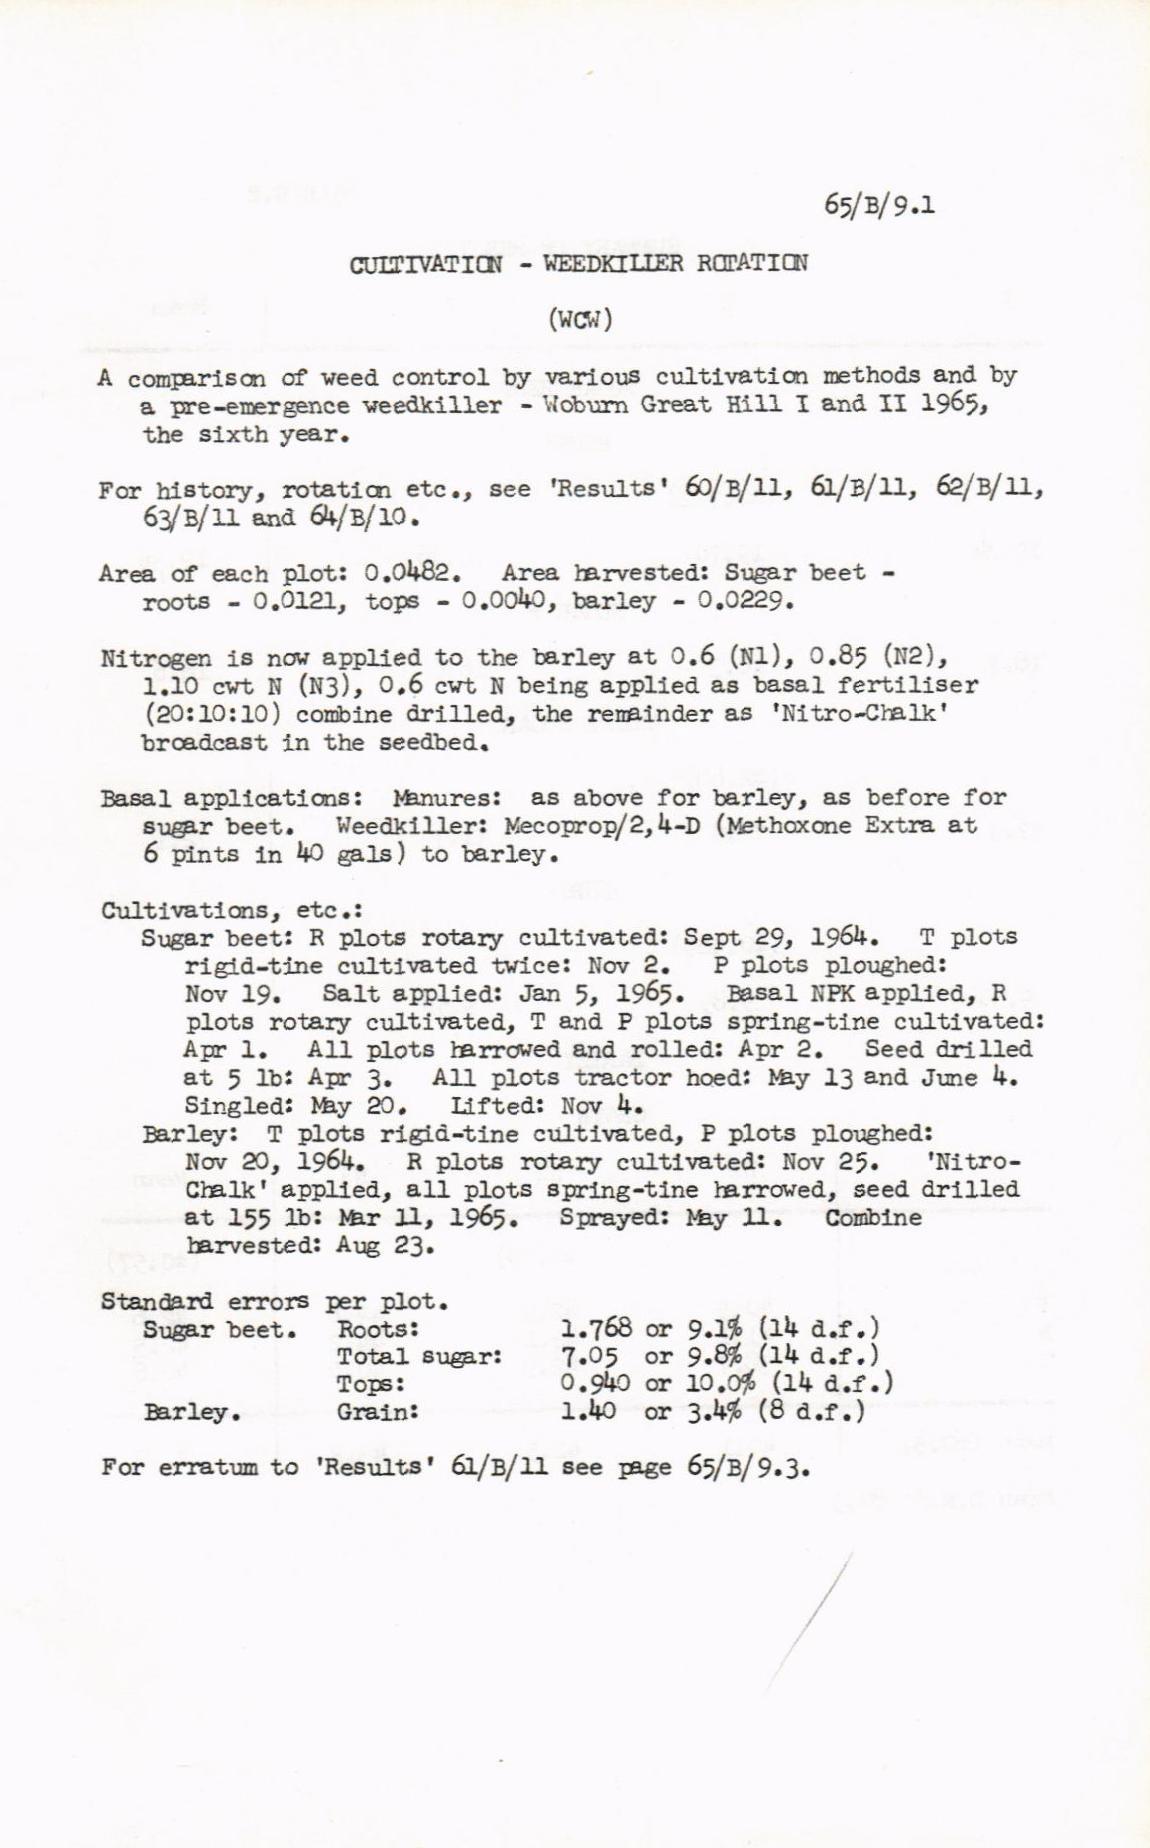 65/B/9.1
CULTIVATION - WEEDKILLER ROTATION
(WCW)
A comparison of weed control by various cultivation methods and by
a pre-emergence weedkiller - Woburn Great Hill I and II 1965,
the sixth year.
For history, rotation etc., see 'Results' 60/B/11, 61/B/11, 62/B/11,
63/B/11 and 64/B/10.
Area of each plot: 0.0482. Area harvested: Sugar beet -
roots - 0.0121, tops - 0.0040, barley - 0.0229.
Nitrogen is now applied to the barley at 0.6 (N1), 0.85 (N2),
1.10 cwt N (N3), 0.6 cwt N being applied as basal fertiliser
(20:10:10) combine drilled, the remainder as 'Nitro-Chalk'
broadcast in the seedbed.
Basal applications: Manures: as above for barley, as before for
sugar beet. Weedkiller: Mecoprop/2,4-D (Methoxone Extra at
6 pints in 40 gals) to barley.
Cultivations, etc.:
Sugar beet: R plots rotary cultivated: Sept 29, 1964. T plots
rigid-tine cultivated twice: Nov 2. P plots ploughed:
Nov 19. Salt applied: Jan 5, 1965. Basal NPK applied, R
plots rotary cultivated, T and P plots spring-tine cultivated:
Apr 1. All plots harrowed and rolled: Apr 2. Seed drilled
at 5 lb: Apr 3. All plots tractor hoed: May 13 and June 4.
Singled: May 20. Lifted: Nov 4.
Barley: T plots rigid-tine cultivated, P plots ploughed:
Nov 20, 1964. R plots rotary cultivated: Nov 25. 'Nitro-
Chalk' applied, all plots spring-tine harrowed, seed drilled
at 155 lb: Mar 11, 1965. Sprayed: May 11. Combine
harvested: Aug 23.
Standard errors per plot.
Sugar beet. Roots: 1.768 or 9.1% (14 d.f.)
Total sugar: 7.05 or 9.8% (14 d.f.)
Tops: 0.940 or 10.0% (14 d.f.)
Barley. Grain: 1.40 or 3.4% (8 d.f.)
For erratum to 'Results' 61/B/11 see page 65/B/9.3.